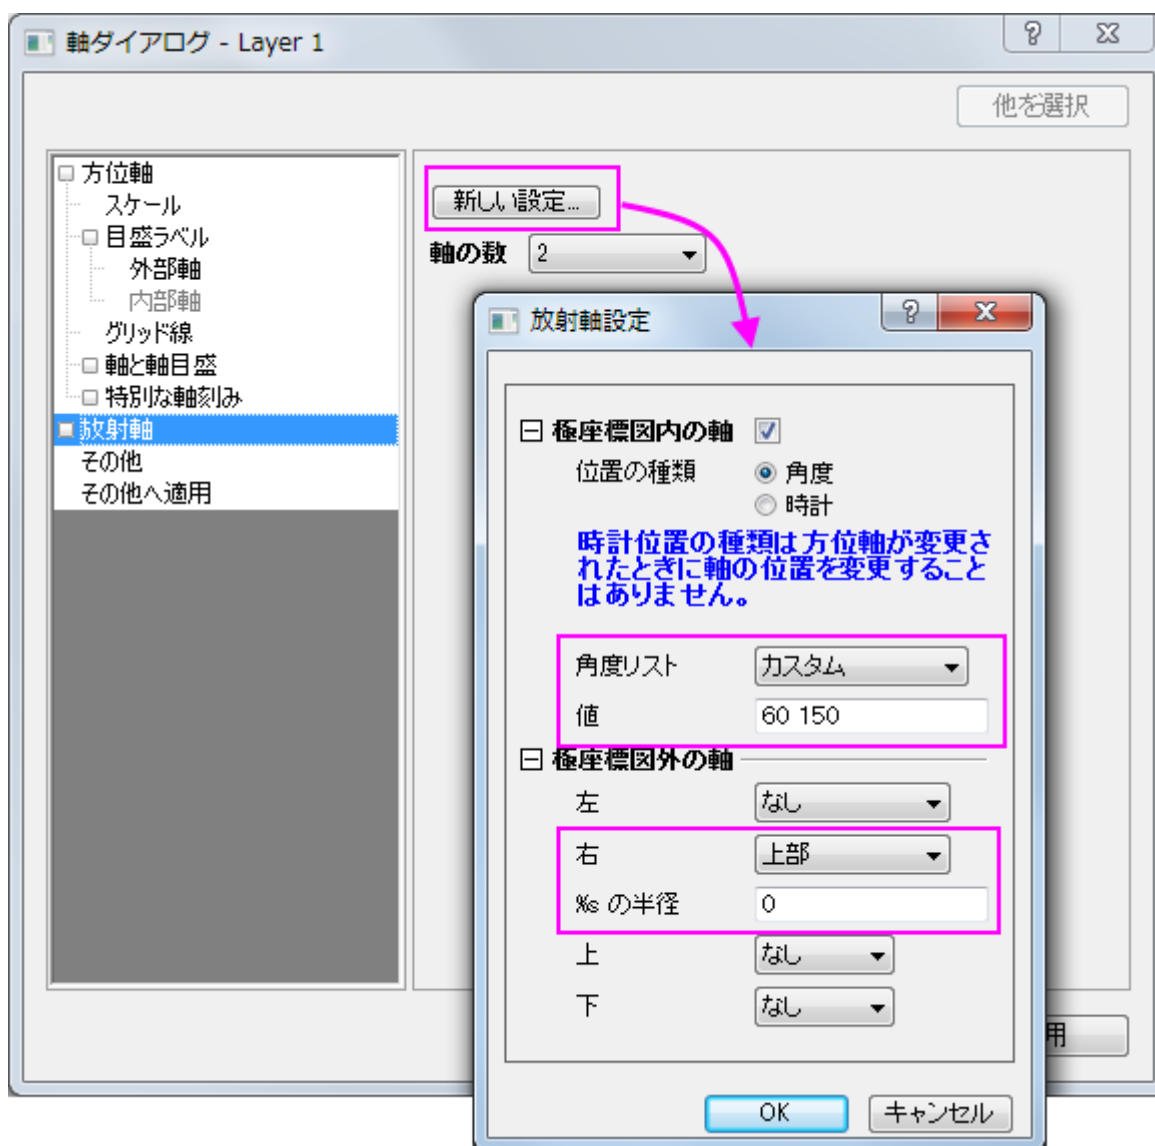 軸ダイアログ - Layer 1
他を選択
方位軸
スケール
目盛ラベル
外部軸
内部軸
グリッド線
軸と軸目盛
特別な軸刻み
放射軸
その他
その他へ適用
新しい設定...
軸の数 2
放射軸設定
極座標図内の軸
位置の種類 角度
時計
時計位置の種類は方位軸が変更さ
れたときに軸の位置を変更すること
はありません。
角度リスト カスタム
値 60 150
極座標図外の軸
左 なし
右 上部
%s の半径 0
上 なし
下 なし
用
OK キャンセル